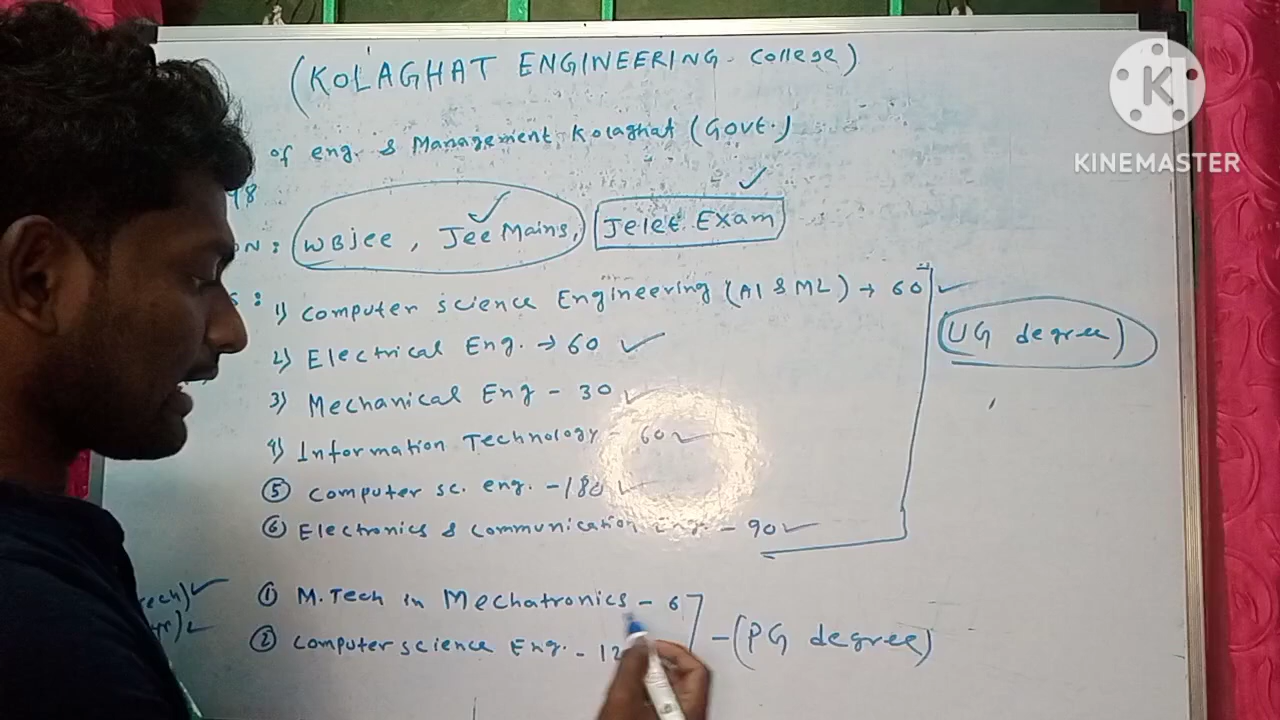 (KOLAGHAT ENGINEERING College)
of eng. & Management, Kolaghat (Govt.)
98
N: WBJee, Jee Mains, Jelet Exam
: 1) Computer science Engineering (AI & ML) → 60
(UG degree)
2) Electrical Eng. → 60
3) Mechanical Eng - 30
4) Information Technology - 60
⑤ Computer sc. eng. - 180
⑥ Electronics & Communication Eng. - 90
ech) ① M.Tech in Mechatronics - 6
② Computer science Eng. - 12
- (PG degree)
K
KINEMASTER